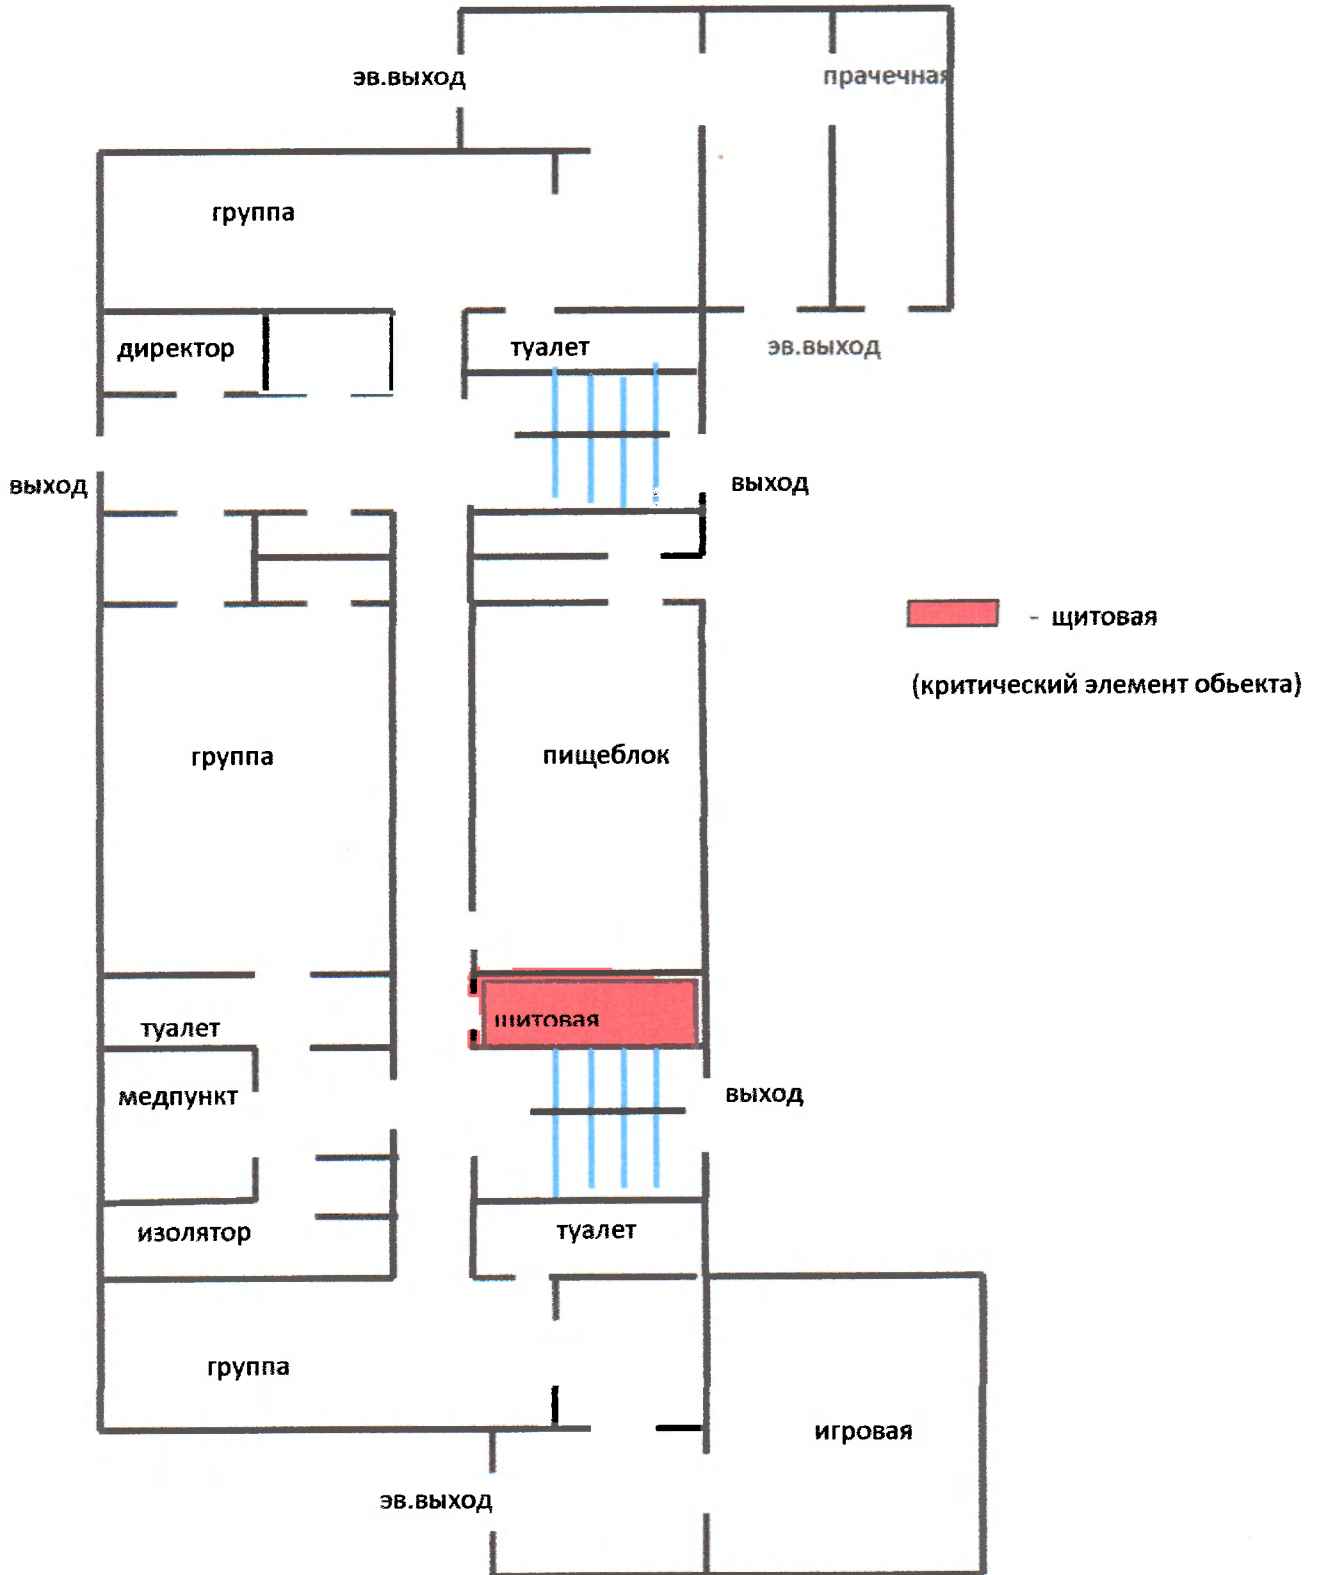 эв.выход
прачечная
группа
директор
туалет
эв.выход
выход
выход
- щитовая
(критический элемент обьекта)
группа
пищеблок
щитовая
туалет
медпункт
выход
изолятор
туалет
группа
игровая
эв.выход